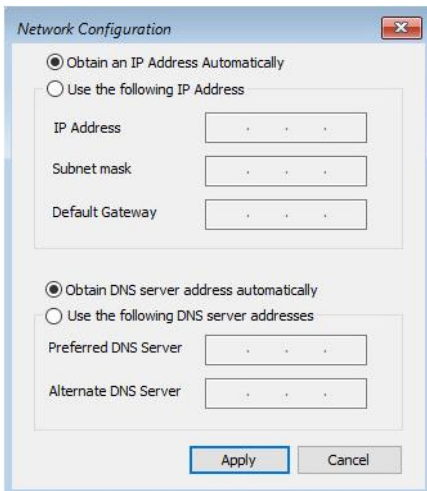 Network Configuration
Obtain an IP Address Automatically
Use the following IP Address
IP Address . . .
Subnet mask . . .
Default Gateway . . .
Obtain DNS server address automatically
Use the following DNS server addresses
Preferred DNS Server . . .
Alternate DNS Server . . .
Apply Cancel